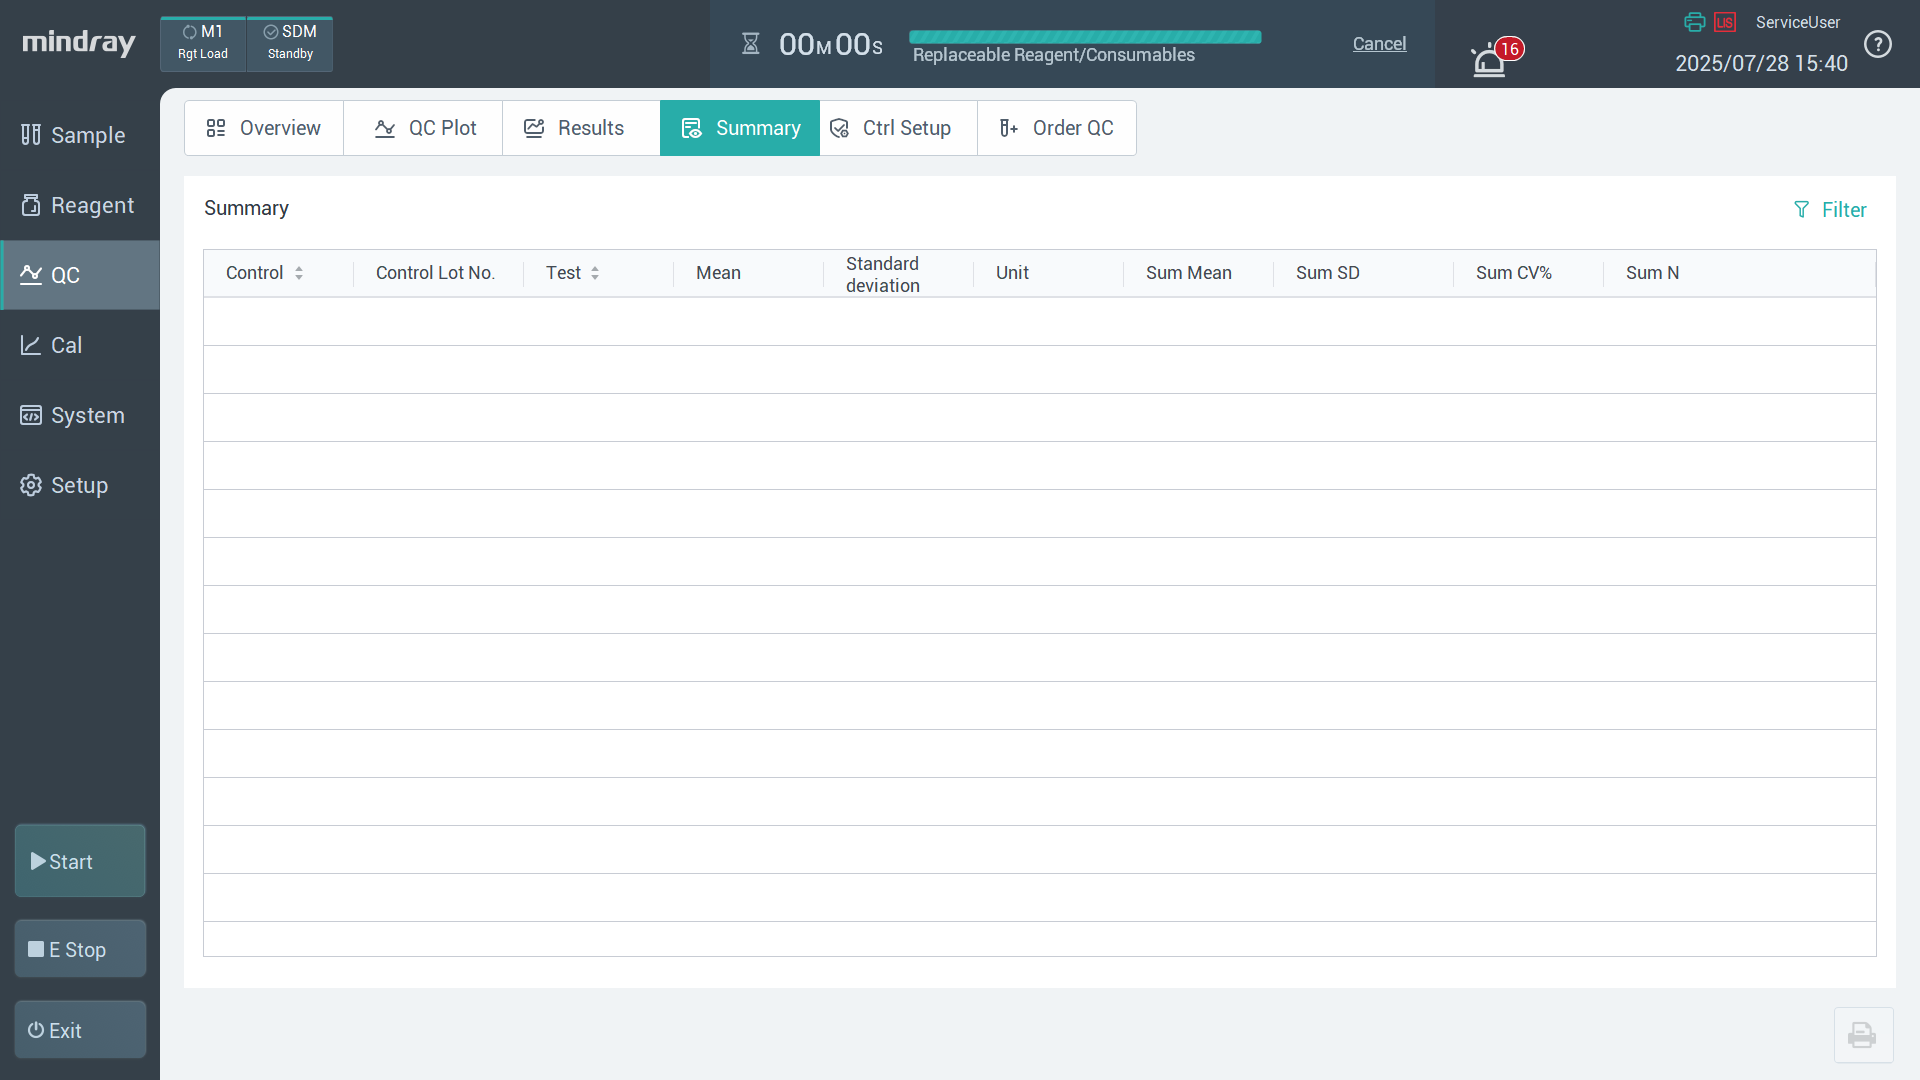 mindray
M1
Rgt Load
SDM
Standby
00M00S
Replaceable Reagent/Consumables
Cancel
16
LIS
ServiceUser
2025/07/28 15:40
?
Sample
Reagent
QC
Cal
System
Setup
Start
E Stop
Exit
Overview
QC Plot
Results
Summary
Ctrl Setup
Order QC
Summary
Filter
Control
Control Lot No.
Test
Mean
Standard
deviation
Unit
Sum Mean
Sum SD
Sum CV%
Sum N